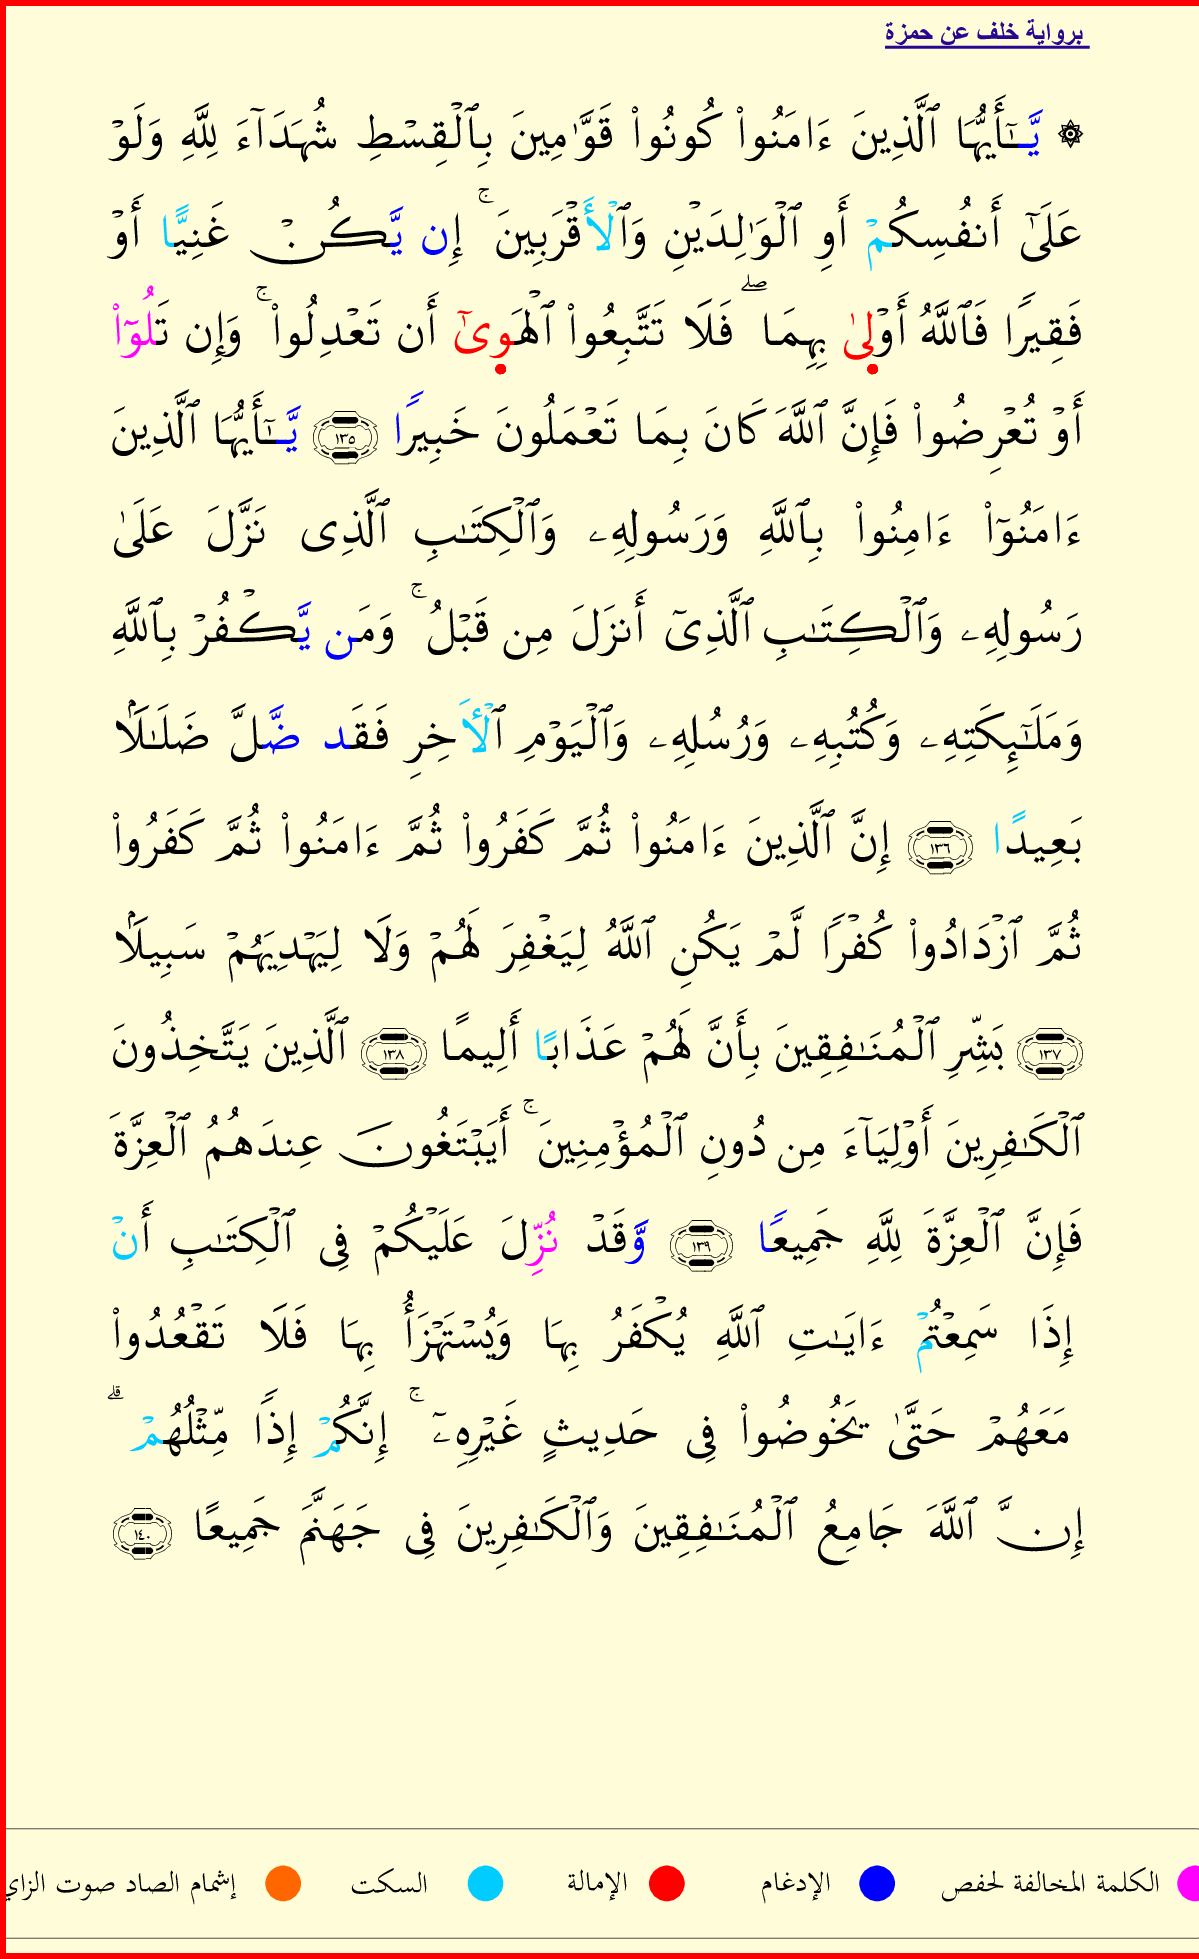 برواية خلف عن حمزة
۞ يَّـٰٓأَيُّهَا ٱلَّذِينَ ءَامَنُوا۟ كُونُوا۟ قَوَّٰمِينَ بِٱلْقِسْطِ شُهَدَآءَ لِلَّهِ وَلَوْ
عَلَىٰٓ أَنفُسِكُمْ أَوِ ٱلْوَٰلِدَيْنِ وَٱلْأَقْرَبِينَ ۚ إِن يَّكُنْ غَنِيًّا أَوْ
فَقِيرًا فَٱللَّهُ أَوْلِىٰ بِهِمَا ۖ فَلَا تَتَّبِعُوا۟ ٱلْهَوِىٰٓ أَن تَعْدِلُوا۟ ۚ وَإِن تَلُوٓا۟
أَوْ تُعْرِضُوا۟ فَإِنَّ ٱللَّهَ كَانَ بِمَا تَعْمَلُونَ خَبِيرًا ١٣٥ يَّـٰٓأَيُّهَا ٱلَّذِينَ
ءَامَنُوٓا۟ ءَامِنُوا۟ بِٱللَّهِ وَرَسُولِهِۦ وَٱلْكِتَـٰبِ ٱلَّذِى نَزَّلَ عَلَىٰ
رَسُولِهِۦ وَٱلْكِتَـٰبِ ٱلَّذِىٓ أَنزَلَ مِن قَبْلُ ۚ وَمَن يَّكْفُرْ بِٱللَّهِ
وَمَلَـٰٓئِكَتِهِۦ وَكُتُبِهِۦ وَرُسُلِهِۦ وَٱلْيَوْمِ ٱلْـَٔاخِرِ فَقَد ضَّلَّ ضَلَـٰلًا
بَعِيدًا ١٣٦ إِنَّ ٱلَّذِينَ ءَامَنُوا۟ ثُمَّ كَفَرُوا۟ ثُمَّ ءَامَنُوا۟ ثُمَّ كَفَرُوا۟
ثُمَّ ٱزْدَادُوا۟ كُفْرًا لَّمْ يَكُنِ ٱللَّهُ لِيَغْفِرَ لَهُمْ وَلَا لِيَهْدِيَهُمْ سَبِيلًا
١٣٧ بَشِّرِ ٱلْمُنَـٰفِقِينَ بِأَنَّ لَهُمْ عَذَابًا أَلِيمًا ١٣٨ ٱلَّذِينَ يَتَّخِذُونَ
ٱلْكَـٰفِرِينَ أَوْلِيَآءَ مِن دُونِ ٱلْمُؤْمِنِينَ ۚ أَيَبْتَغُونَ عِندَهُمُ ٱلْعِزَّةَ
فَإِنَّ ٱلْعِزَّةَ لِلَّهِ جَمِيعًا ١٣٩ وَّقَدْ نُزِّلَ عَلَيْكُمْ فِى ٱلْكِتَـٰبِ أَنْ
إِذَا سَمِعْتُمْ ءَايَـٰتِ ٱللَّهِ يُكْفَرُ بِهَا وَيُسْتَهْزَأُ بِهَا فَلَا تَقْعُدُوا۟
مَعَهُمْ حَتَّىٰ يَخُوضُوا۟ فِى حَدِيثٍ غَيْرِهِۦٓ ۚ إِنَّكُمْ إِذًا مِّثْلُهُمْ ۗ
إِنَّ ٱللَّهَ جَامِعُ ٱلْمُنَـٰفِقِينَ وَٱلْكَـٰفِرِينَ فِى جَهَنَّمَ جَمِيعًا ١٤٠
الكلمة المخالفة لحفص الإدغام الإمالة السكت إشمام الصاد صوت الزاي